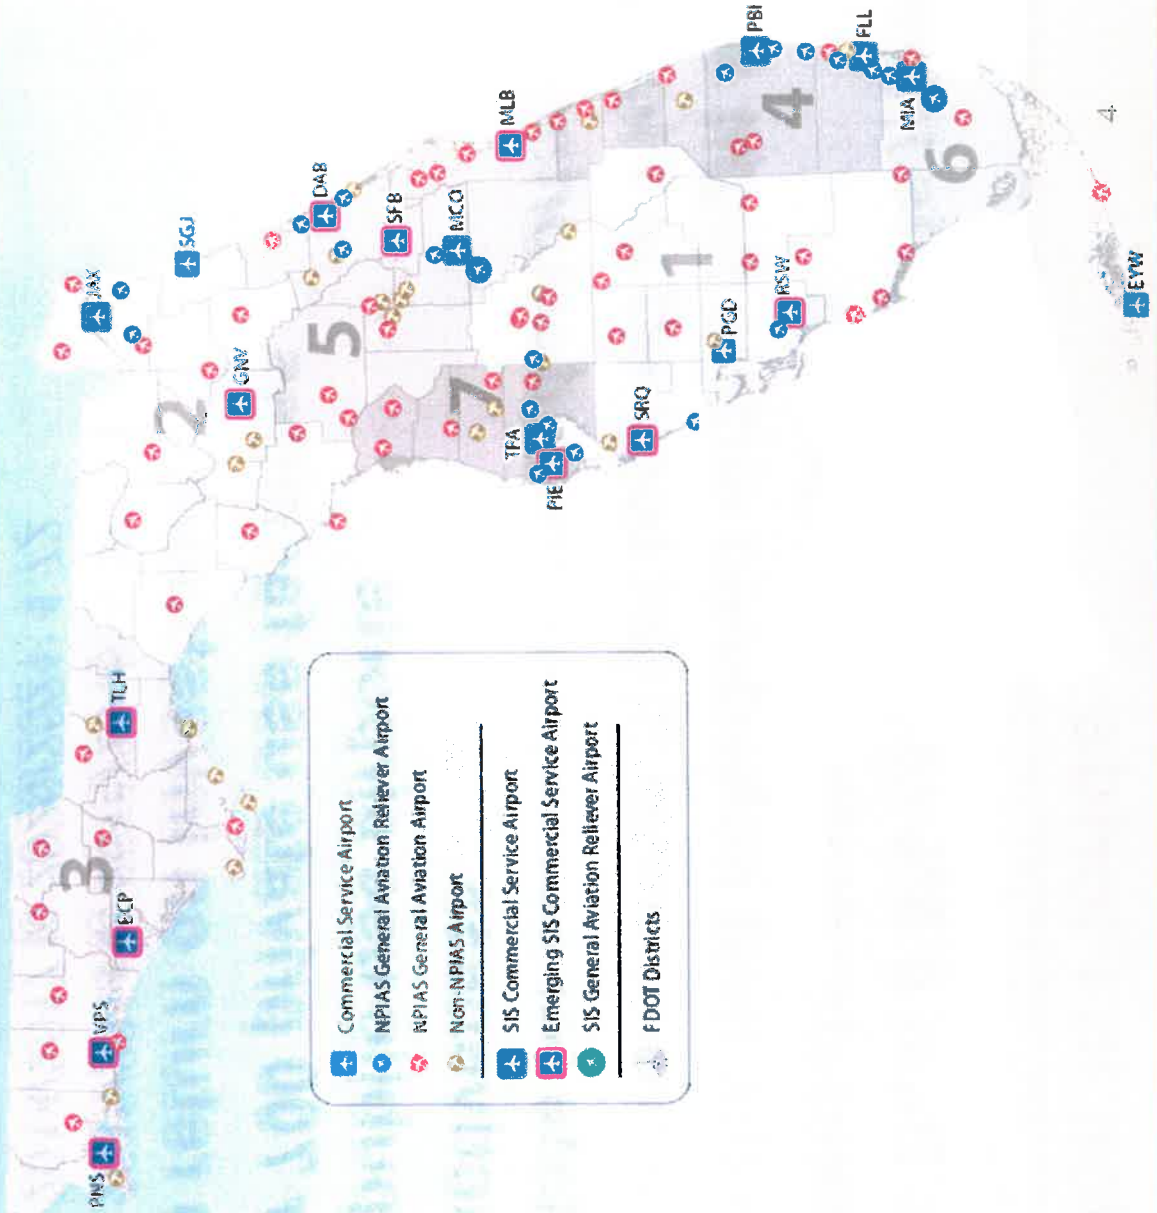 PNS
VPS
ECP
3
TLH
2
GNV
JAX
SGJ
5
DAB
SFB
MCO
MLB
7
TPA
PIE
SRQ
1
PGD
RSW
4
PBI
FLL
MIA
6
EYW
Commercial Service Airport
NPIAS General Aviation Reliever Airport
NPIAS General Aviation Airport
Non-NPIAS Airport
SIS Commercial Service Airport
Emerging SIS Commercial Service Airport
SIS General Aviation Reliever Airport
FDOT Districts
4